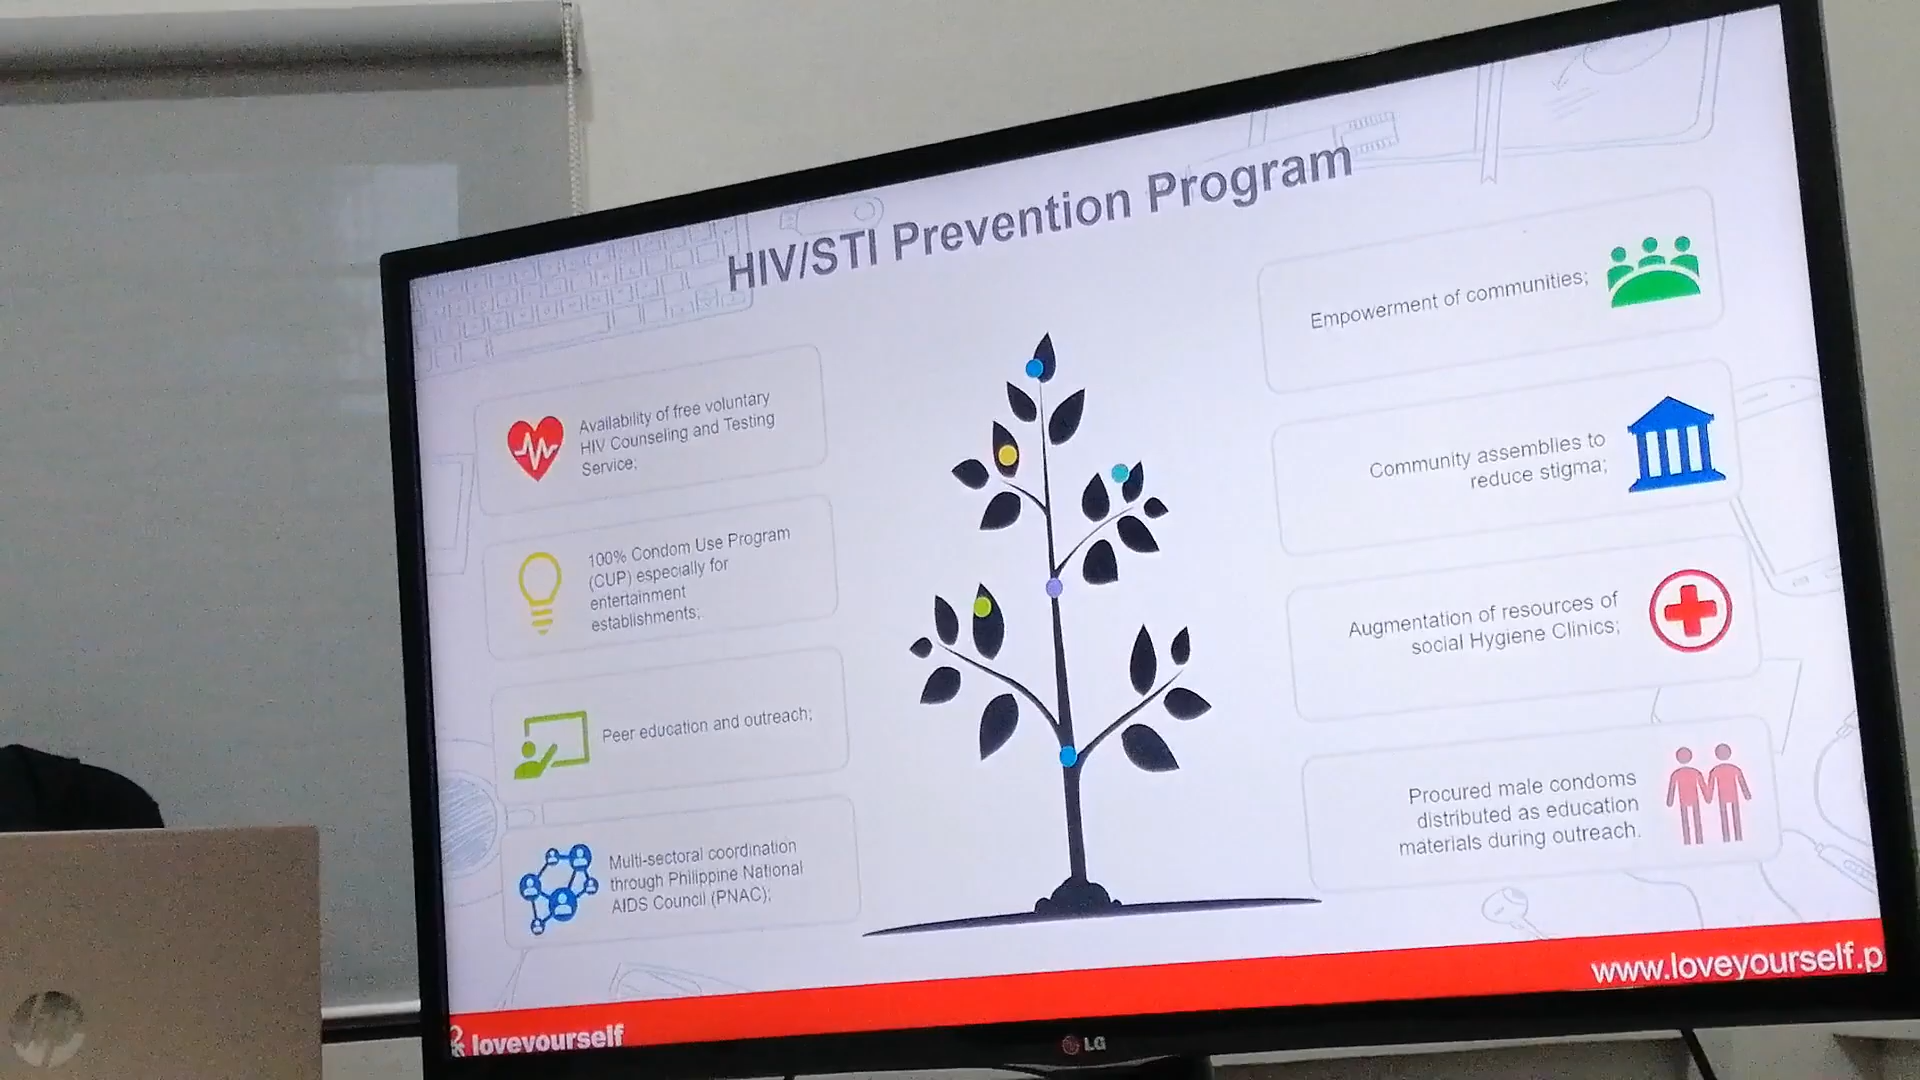 HIV/STI Prevention Program
Availability of free voluntary
HIV Counseling and Testing
Service;
100% Condom Use Program
(CUP) especially for
entertainment
establishments;
Peer education and outreach;
Multi-sectoral coordination
through Philippine National
AIDS Council (PNAC);
Empowerment of communities;
Community assemblies to
reduce stigma;
Augmentation of resources of
social Hygiene Clinics;
Procured male condoms
distributed as education
materials during outreach.
www.loveyourself.p
loveyourself
LG
hp